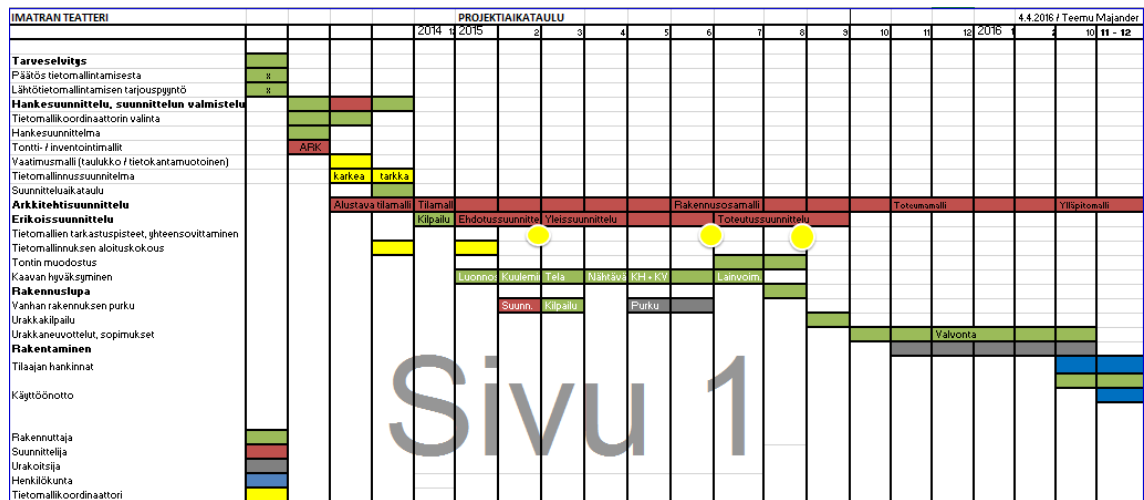 IMATRAN TEATTERI PROJEKTIAIKATAULU 4.4.2016 / Teemu Majander
2014 2015 2 3 4 5 6 7 8 9 10 11 12 2016 2 10 11 - 12
Tarveselvitys
Päätös tietomallintamisesta x
Lähtötietomallintamisen tarjouspyyntö x
Hankesuunnittelu, suunnittelun valmistelu
Tietomallikoordinaattorin valinta
Hankesuunnitelma
Tontti- / inventointimallit ARK
Vaatimusmalli (taulukko / tietokantamuotoinen)
Tietomallinnussuunnitelma karkea tarkka
Suunnitteluaikataulu
Arkkitehtisuunnittelu Alustava tilamalli Tilamall Rakennusosamalli Toteumamalli Ylläpitomalli
Erikoissuunnittelu Kilpailu Ehdotussuunnitte Yleissuunnittelu Toteutussuunnittelu
Tietomallien tarkastuspisteet, yhteensovittaminen
Tietomallinnuksen aloituskokous
Tontin muodostus
Kaavan hyväksyminen Luonnos Kuulemi Tela Nähtävä KH + KV Lainvoim
Rakennuslupa
Vanhan rakennuksen purku Suunn. Kilpailu Purku
Urakkakilpailu
Urakkaneuvottelut, sopimukset Valvonta
Rakentaminen
Tilaajan hankinnat
Käyttöönotto
Sivu 1
Rakennuttaja
Suunnittelija
Urakoitsija
Henkilökunta
Tietomallikoordinaattori